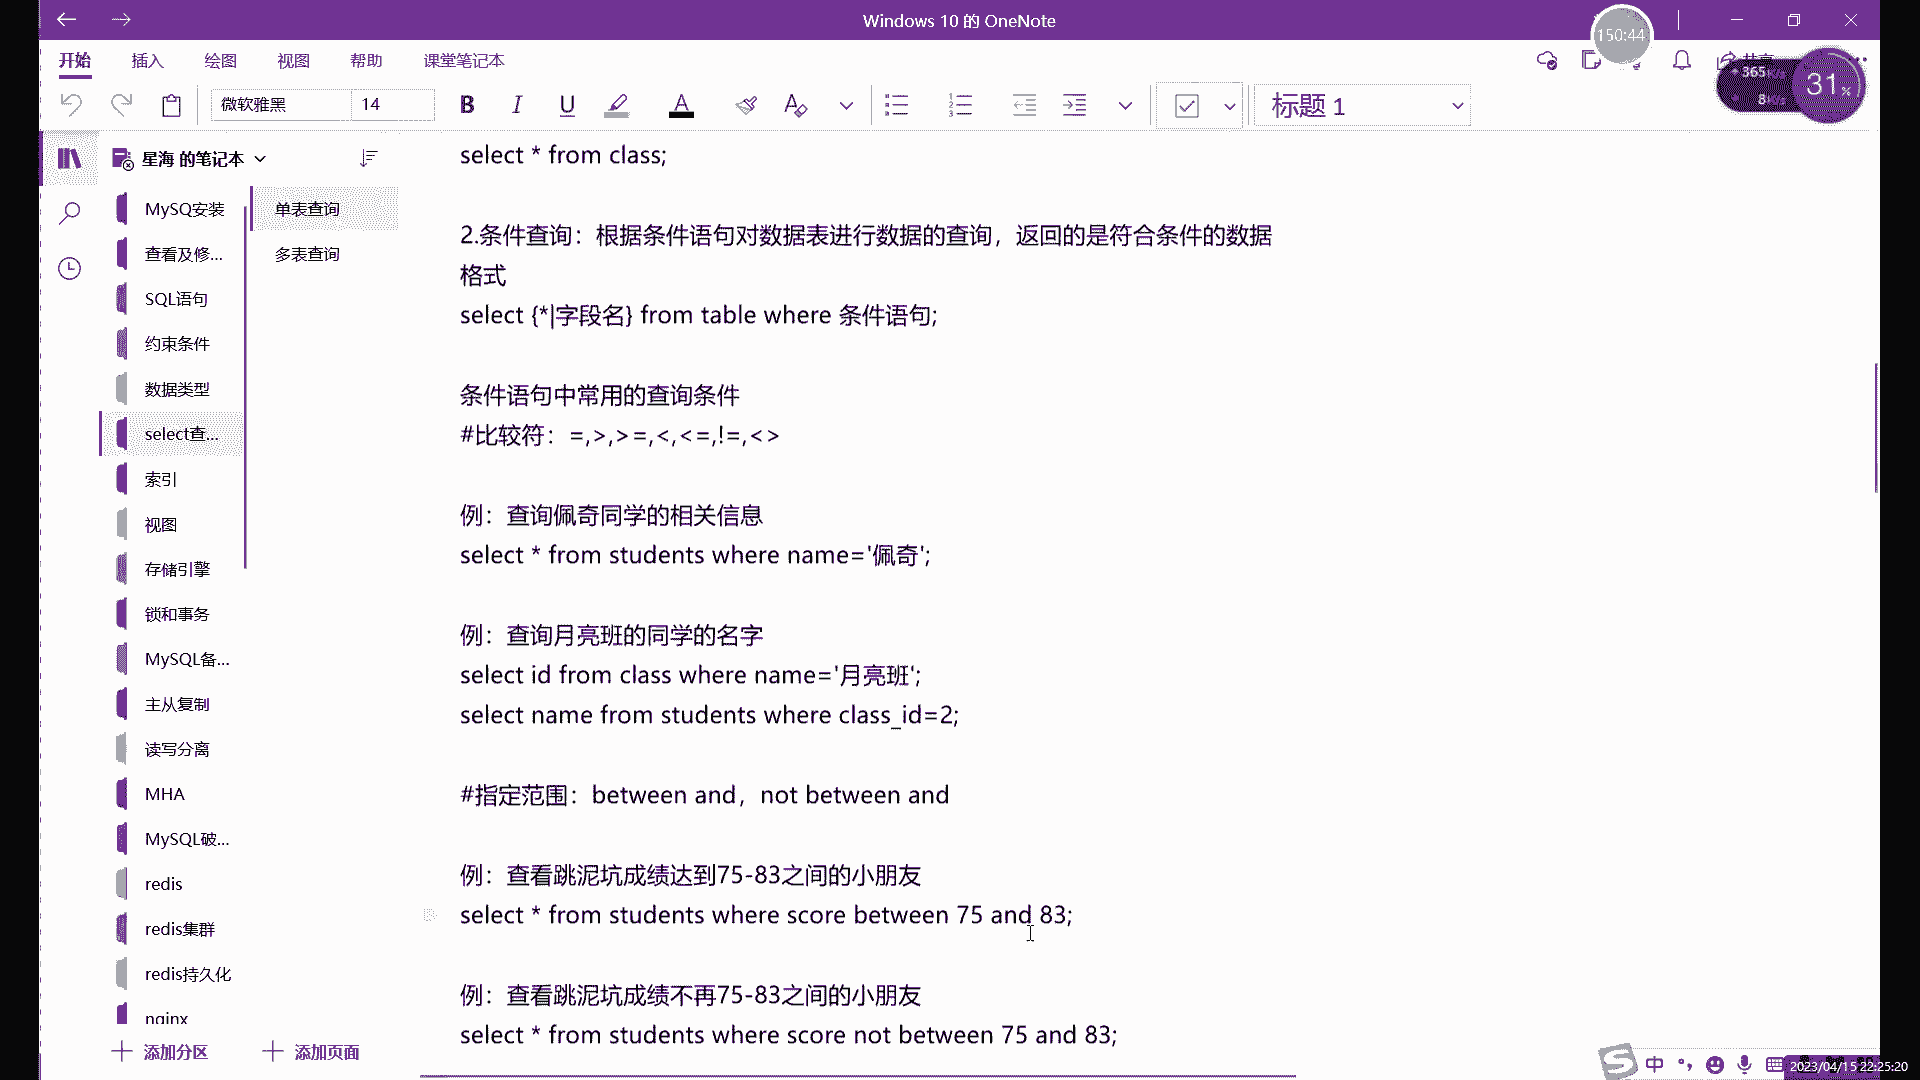 Windows 10 的 OneNote
150:44
开始
插入
绘图
视图
帮助
课堂笔记本
共享
365K/s
8K/s
31%
微软雅黑
14
B
I
U
A
标题 1
星海 的笔记本
MySQ安装
查看及修...
SQL语句
约束条件
数据类型
select查...
索引
视图
存储引擎
锁和事务
MySQL备...
主从复制
读写分离
MHA
MySQL破...
redis
redis集群
redis持久化
nginx
添加分区
添加页面
单表查询
多表查询
select * from class;
2.条件查询：根据条件语句对数据表进行数据的查询，返回的是符合条件的数据
格式
select {*|字段名} from table where 条件语句;
条件语句中常用的查询条件
#比较符：=,>,>=,<,<=,!=,<>
例：查询佩奇同学的相关信息
select * from students where name='佩奇';
例：查询月亮班的同学的名字
select id from class where name='月亮班';
select name from students where class_id=2;
#指定范围：between and，not between and
例：查看跳泥坑成绩达到75-83之间的小朋友
select * from students where score between 75 and 83;
例：查看跳泥坑成绩不再75-83之间的小朋友
select * from students where score not between 75 and 83;
中
2023/04/15 22:25:20